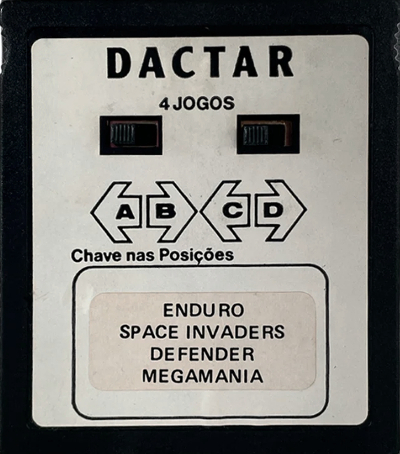 DACTAR
4 JOGOS
A B C D
Chave nas Posições
ENDURO
SPACE INVADERS
DEFENDER
MEGAMANIA